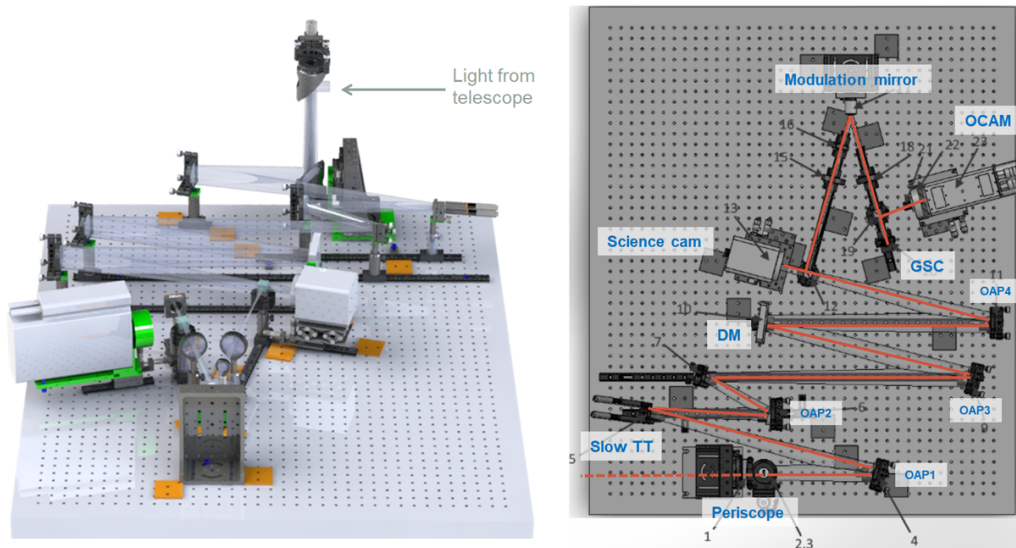 Light from
telescope
Modulation mirror
OCAM
16
21
22
23
18
15
13
Science cam
19
GSC
11
OAP4
12
10
DM
7
OAP3
9
OAP2
6
Slow TT
5
OAP1
Periscope
1
2,3
4